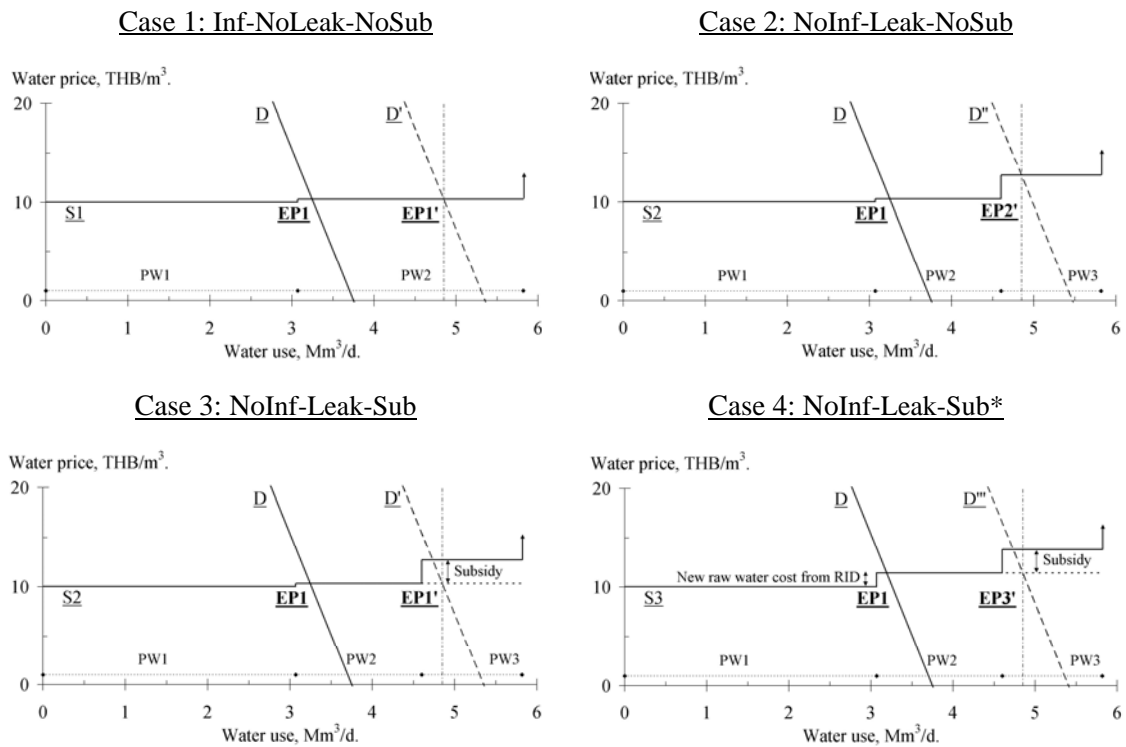 Case 1: Inf-NoLeak-NoSub
Water price, THB/m³.
20
D
D'
10
S1
EP1
EP1'
PW1
PW2
0
0 1 2 3 4 5 6
Water use, Mm³/d.
Case 2: NoInf-Leak-NoSub
Water price, THB/m³.
20
D
D"
10
S2
EP1
EP2'
PW1
PW2
PW3
0
0 1 2 3 4 5 6
Water use, Mm³/d.
Case 3: NoInf-Leak-Sub
Water price, THB/m³.
20
D
D'
Subsidy
10
S2
EP1
EP1'
PW1
PW2
PW3
0
0 1 2 3 4 5 6
Water use, Mm³/d.
Case 4: NoInf-Leak-Sub*
Water price, THB/m³.
20
D
D'''
Subsidy
New raw water cost from RID
10
S3
EP1
EP3'
PW1
PW2
PW3
0
0 1 2 3 4 5 6
Water use, Mm³/d.